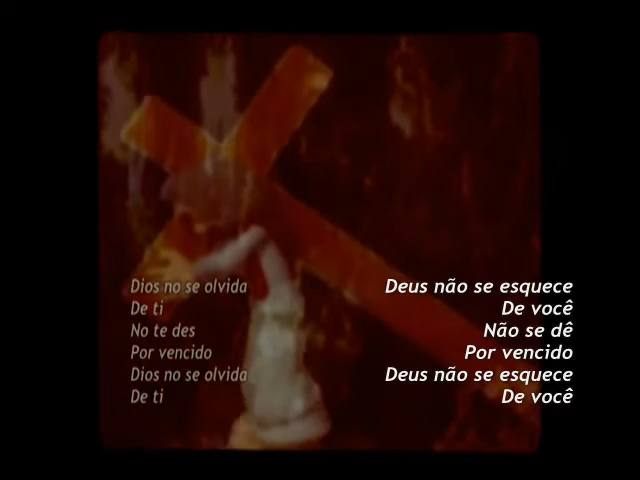 Dios no se olvida
De ti
No te des
Por vencido
Dios no se olvida
De ti
Deus não se esquece
De você
Não se dê
Por vencido
Deus não se esquece
De você